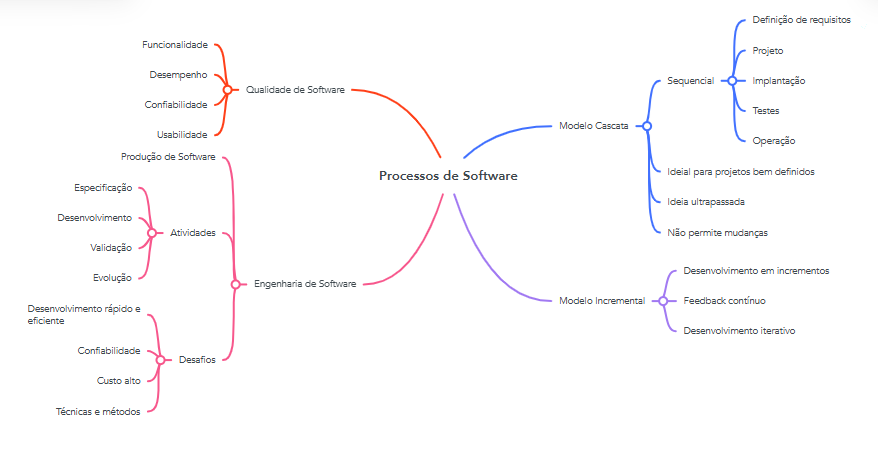 Processos de Software
Qualidade de Software
Funcionalidade
Desempenho
Confiabilidade
Usabilidade
Engenharia de Software
Produção de Software
Atividades
Especificação
Desenvolvimento
Validação
Evolução
Desafios
Desenvolvimento rápido e
eficiente
Confiabilidade
Custo alto
Técnicas e métodos
Modelo Cascata
Sequencial
Definição de requisitos
Projeto
Implantação
Testes
Operação
Ideial para projetos bem definidos
Ideia ultrapassada
Não permite mudanças
Modelo Incremental
Desenvolvimento em incrementos
Feedback contínuo
Desenvolvimento iterativo